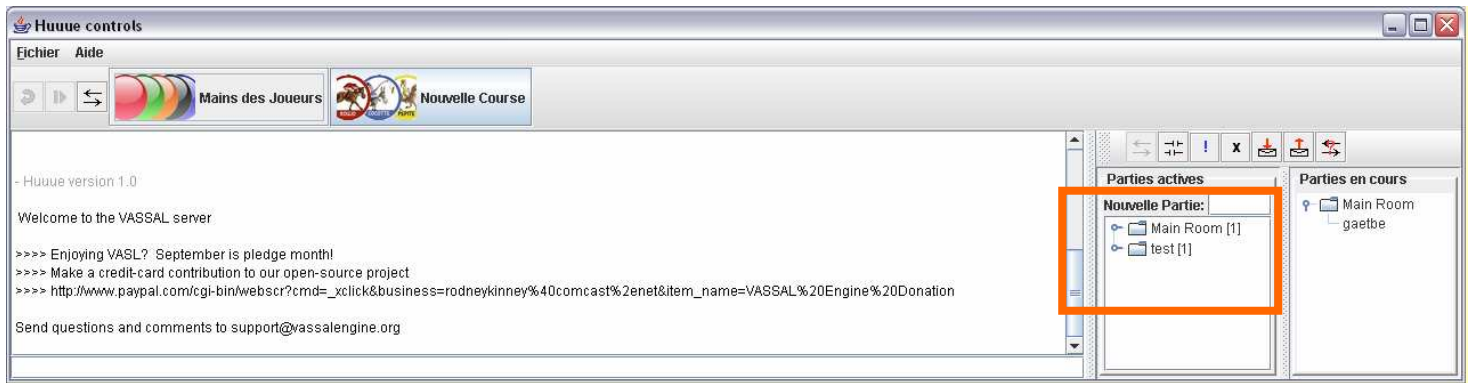 Huuue controls
Fichier Aide
Mains des Joueurs Nouvelle Course
- Huuue version 1.0
Welcome to the VASSAL server
>>>> Enjoying VASL? September is pledge month!
>>>> Make a credit-card contribution to our open-source project
>>>> http://www.paypal.com/cgi-bin/webscr?cmd=_xclick&business=rodneykinney%40comcast%2enet&item_name=VASSAL%20Engine%20Donation
Send questions and comments to support@vassalengine.org
Parties actives
Nouvelle Partie:
Main Room [1]
test [1]
Parties en cours
Main Room
gaetbe